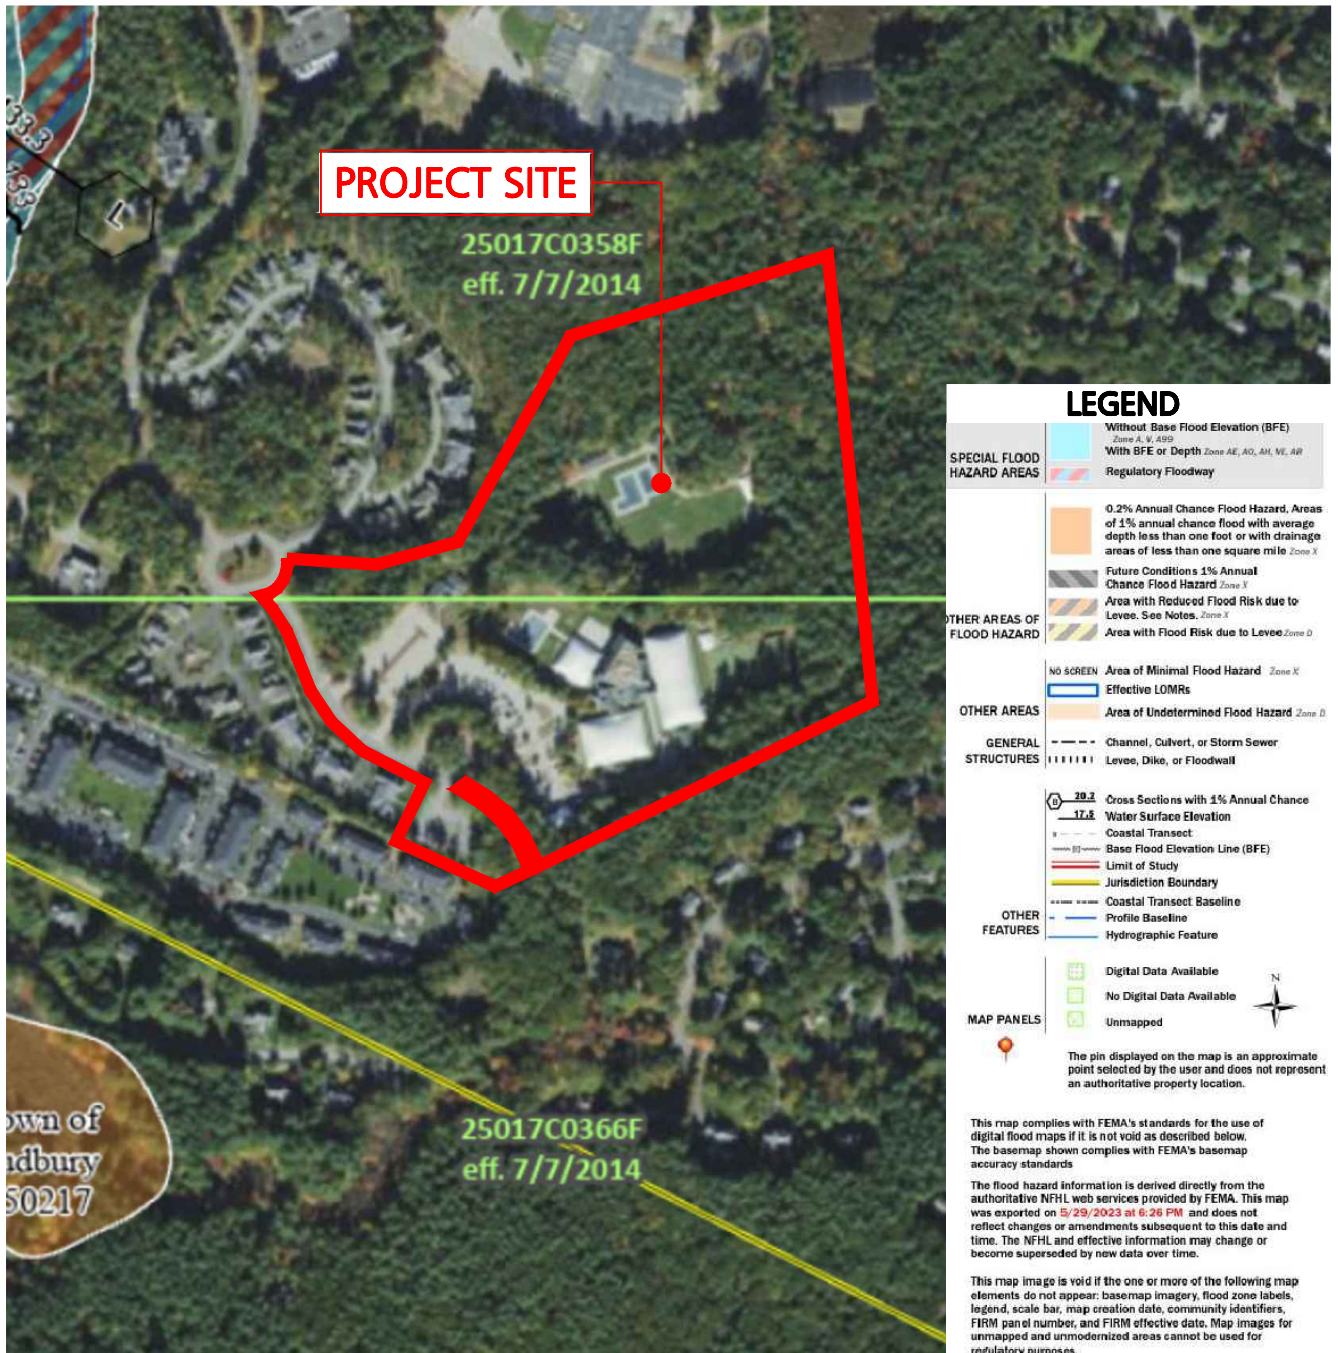 33.3
L
PROJECT SITE
25017C0358F
eff. 7/7/2014
25017C0366F
eff. 7/7/2014
own of
dbury
50217
LEGEND
SPECIAL FLOOD
HAZARD AREAS
Without Base Flood Elevation (BFE)
Zone A, V, A99
With BFE or Depth Zone AE, AO, AH, VE, AR
Regulatory Floodway
OTHER AREAS OF
FLOOD HAZARD
0.2% Annual Chance Flood Hazard, Areas
of 1% annual chance flood with average
depth less than one foot or with drainage
areas of less than one square mile Zone X
Future Conditions 1% Annual
Chance Flood Hazard Zone X
Area with Reduced Flood Risk due to
Levee. See Notes. Zone X
Area with Flood Risk due to Levee Zone D
OTHER AREAS
NO SCREEN Area of Minimal Flood Hazard Zone X
Effective LOMRs
Area of Undetermined Flood Hazard Zone D
GENERAL
STRUCTURES
Channel, Culvert, or Storm Sewer
Levee, Dike, or Floodwall
OTHER
FEATURES
B 20.2 Cross Sections with 1% Annual Chance
17.5 Water Surface Elevation
Coastal Transect
Base Flood Elevation Line (BFE)
Limit of Study
Jurisdiction Boundary
Coastal Transect Baseline
Profile Baseline
Hydrographic Feature
MAP PANELS
Digital Data Available
No Digital Data Available
Unmapped
N
The pin displayed on the map is an approximate
point selected by the user and does not represent
an authoritative property location.
This map complies with FEMA's standards for the use of
digital flood maps if it is not void as described below.
The basemap shown complies with FEMA's basemap
accuracy standards
The flood hazard information is derived directly from the
authoritative NFHL web services provided by FEMA. This map
was exported on 5/29/2023 at 6:26 PM and does not
reflect changes or amendments subsequent to this date and
time. The NFHL and effective information may change or
become superseded by new data over time.
This map image is void if the one or more of the following map
elements do not appear: basemap imagery, flood zone labels,
legend, scale bar, map creation date, community identifiers,
FIRM panel number, and FIRM effective date. Map images for
unmapped and unmodernized areas cannot be used for
regulatory purposes.